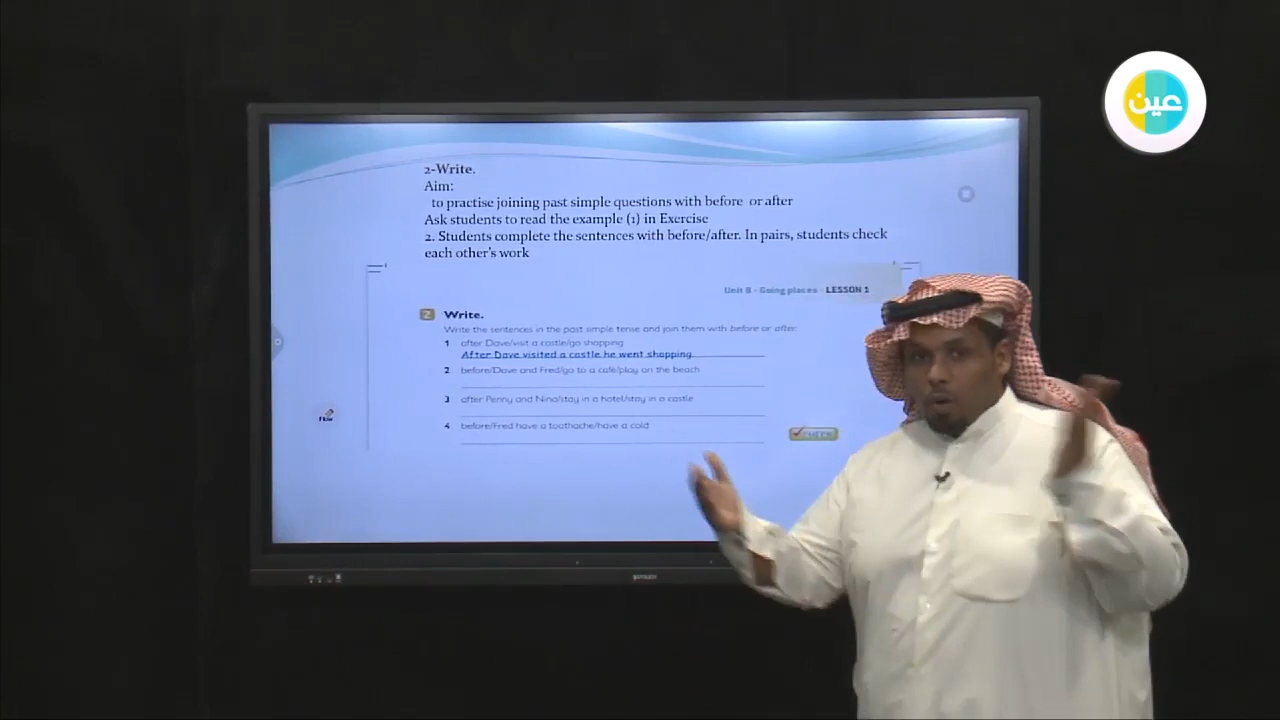 عين
2-Write.
Aim:
to practise joining past simple questions with before or after
Ask students to read the example (1) in Exercise
2. Students complete the sentences with before/after. In pairs, students check
each other's work
Unit 8 - Going places - LESSON 1
2 Write.
Write the sentences in the past simple tense and join them with before or after.
1 after Dave/visit a castle/go shopping
After Dave visited a castle he went shopping
2 before/Dave and Fred/go to a café/play on the beach
3 after Penny and Nina/stay in a hotel/stay in a castle
4 before/Fred have a toothache/have a cold